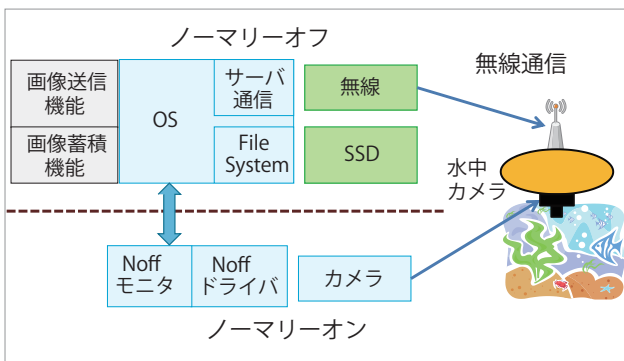 ノーマリーオフ
画像送信
機能
画像蓄積
機能
OS
サーバ
通信
File
System
無線
SSD
無線通信
水中
カメラ
Noff
モニタ
Noff
ドライバ
カメラ
ノーマリーオン